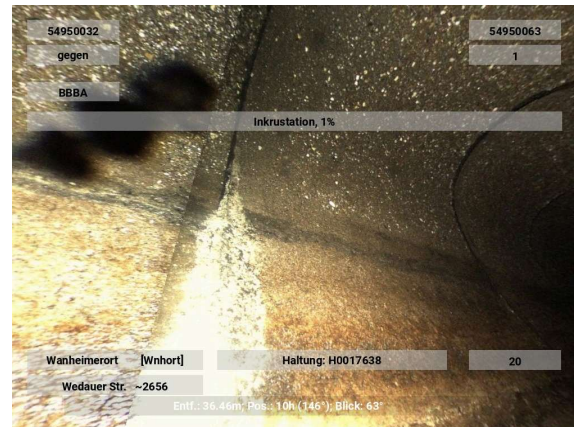 54950032
54950063
gegen
1
BBBA
Inkrustation, 1%
Wanheimerort [Wnhort]
Haltung: H0017638
20
Wedauer Str. ~2656
Entf.: 36.46m; Pos.: 10h (146°); Blick: 63°